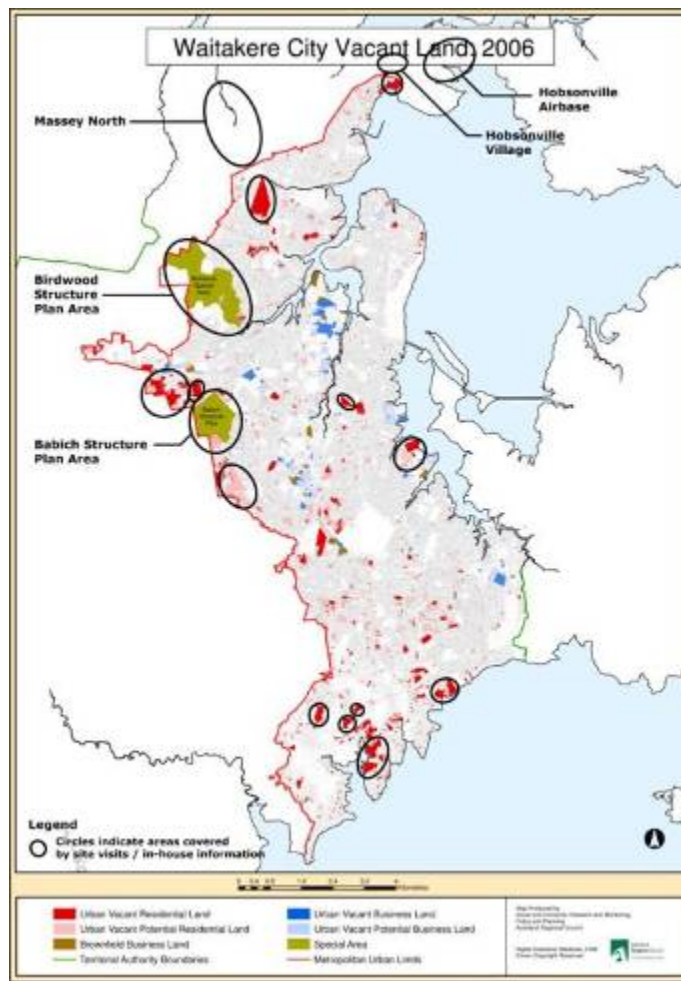 Waitakere City Vacant Land, 2006
Massey North
Hobsonville
Airbase
Hobsonville
Village
Birdwood
Structure
Plan Area
Babich Structure
Plan Area
Legend
Circles indicate areas covered
by site visits / in-house information
Urban Vacant Residential Land
Urban Vacant Potential Residential Land
Brownfield Business Land
Territorial Authority Boundaries
Urban Vacant Business Land
Urban Vacant Potential Business Land
Special Area
Metropolitan Urban Limits